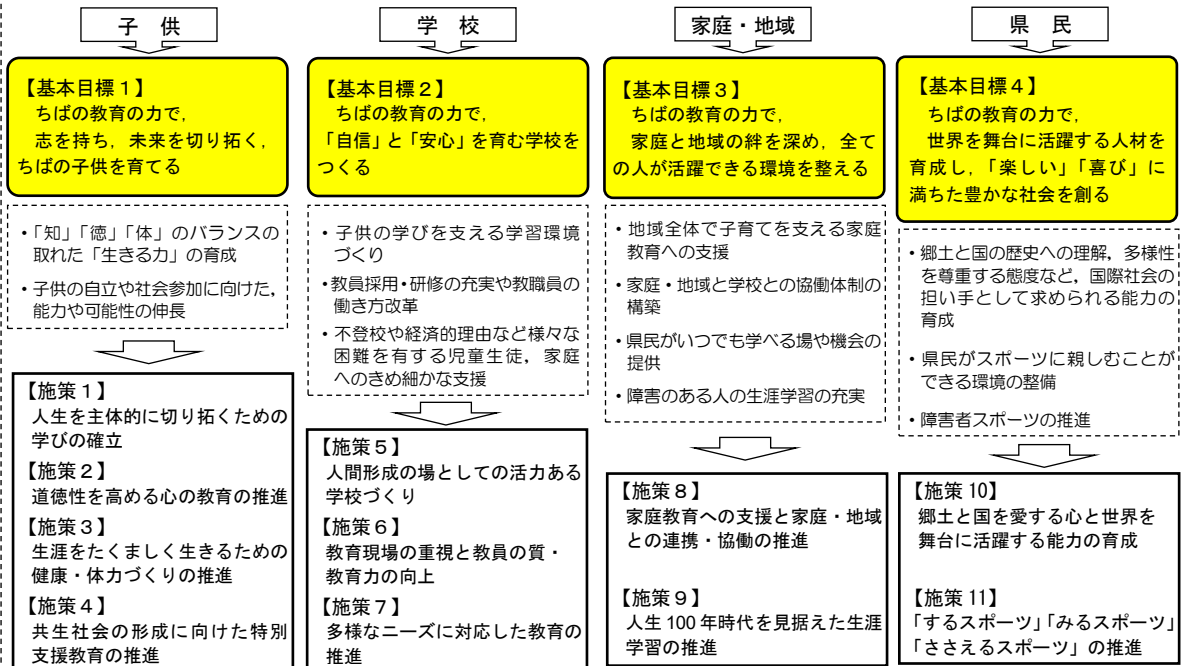 子 供
【基本目標１】
ちばの教育の力で，
志を持ち，未来を切り拓く，
ちばの子供を育てる
・「知」「徳」「体」のバランスの
取れた「生きる力」の育成
・子供の自立や社会参加に向けた，
能力や可能性の伸長
【施策１】
人生を主体的に切り拓くための
学びの確立
【施策２】
道徳性を高める心の教育の推進
【施策３】
生涯をたくましく生きるための
健康・体力づくりの推進
【施策４】
共生社会の形成に向けた特別
支援教育の推進
学 校
【基本目標２】
ちばの教育の力で，
「自信」と「安心」を育む学校を
つくる
・子供の学びを支える学習環境
づくり
・教員採用・研修の充実や教職員の
働き方改革
・不登校や経済的理由など様々な
困難を有する児童生徒，家庭
へのきめ細かな支援
【施策５】
人間形成の場としての活力ある
学校づくり
【施策６】
教育現場の重視と教員の質・
教育力の向上
【施策７】
多様なニーズに対応した教育の
推進
家庭・地域
【基本目標３】
ちばの教育の力で，
家庭と地域の絆を深め，全て
の人が活躍できる環境を整える
・地域全体で子育てを支える家庭
教育への支援
・家庭・地域と学校との協働体制の
構築
・県民がいつでも学べる場や機会の
提供
・障害のある人の生涯学習の充実
【施策８】
家庭教育への支援と家庭・地域
との連携・協働の推進
【施策９】
人生 100 年時代を見据えた生涯
学習の推進
県 民
【基本目標４】
ちばの教育の力で，
世界を舞台に活躍する人材を
育成し，「楽しい」「喜び」に
満ちた豊かな社会を創る
・郷土と国の歴史への理解，多様性
を尊重する態度など，国際社会の
担い手として求められる能力の
育成
・県民がスポーツに親しむことが
できる環境の整備
・障害者スポーツの推進
【施策 10】
郷土と国を愛する心と世界を
舞台に活躍する能力の育成
【施策 11】
「するスポーツ」「みるスポーツ」
「ささえるスポーツ」の推進